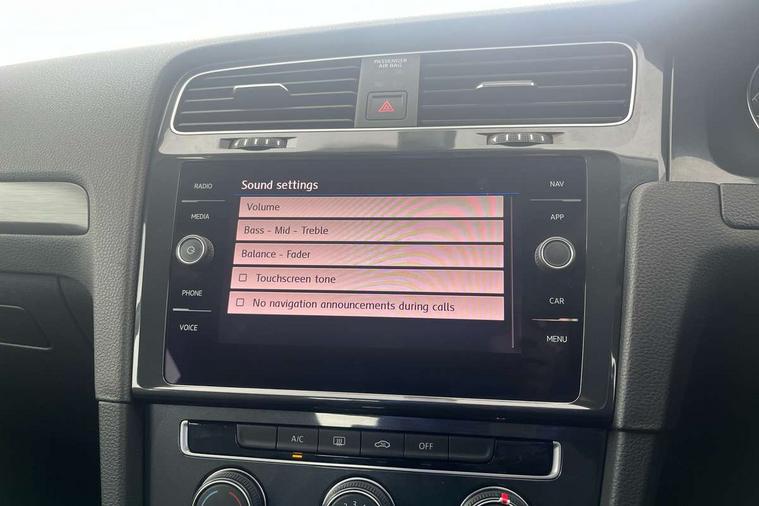 PASSENGER
AIR BAG
RADIO
Sound settings
NAV
Volume
MEDIA
APP
Bass - Mid - Treble
Balance - Fader
Touchscreen tone
PHONE
No navigation announcements during calls
CAR
VOICE
MENU
A/C
OFF